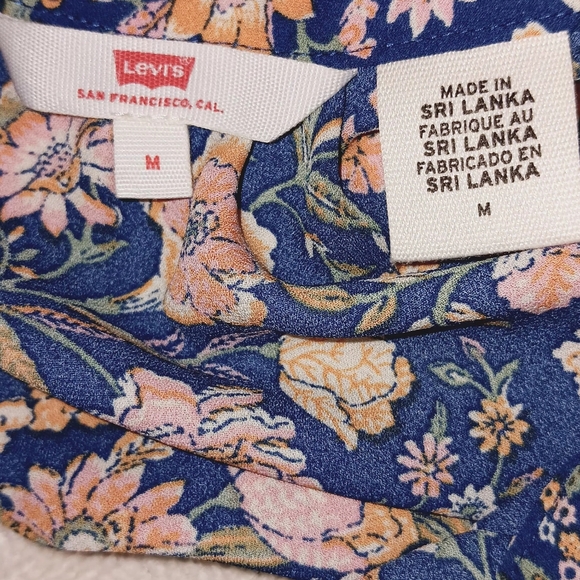 Levi's
SAN FRANCISCO, CAL.
M
MADE IN
SRI LANKA
FABRIQUE AU
SRI LANKA
FABRICADO EN
SRI LANKA
M